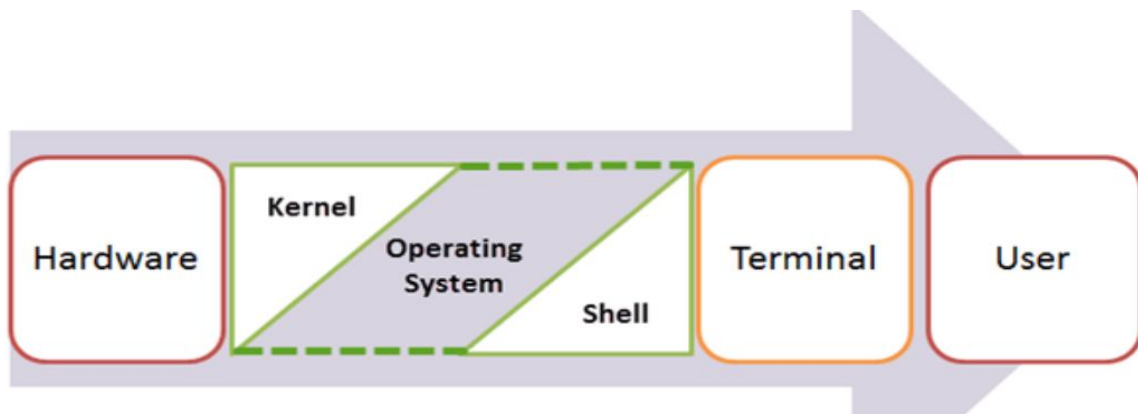 Hardware
Kernel
Operating
System
Shell
Terminal
User